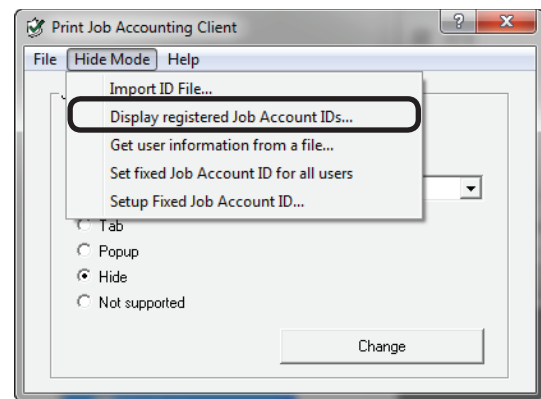 Print Job Accounting Client
File Hide Mode Help
Import ID File...
Display registered Job Account IDs...
Get user information from a file...
Set fixed Job Account ID for all users
Setup Fixed Job Account ID...
Tab
Popup
Hide
Not supported
Change